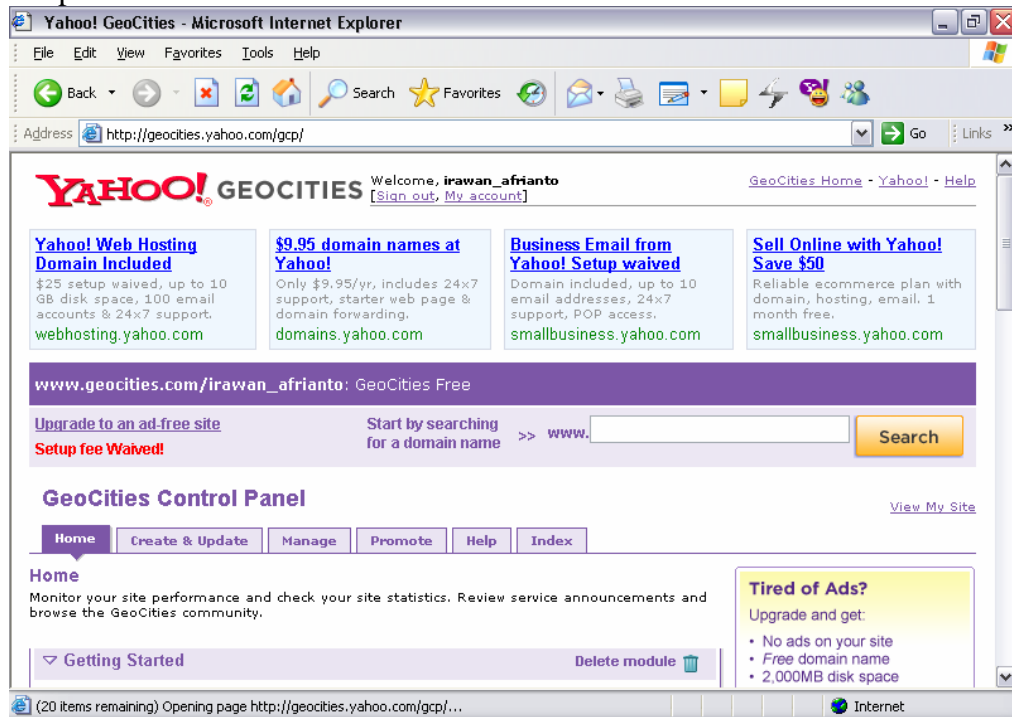 Yahoo! GeoCities - Microsoft Internet Explorer
File Edit View Favorites Tools Help
Back Search Favorites
Address http://geocities.yahoo.com/gcp/ Go Links »
YAHOO! GEOCITIES Welcome, irawan_afrianto
[Sign out, My account]
GeoCities Home - Yahoo! - Help
Yahoo! Web Hosting
Domain Included
$25 setup waived, up to 10
GB disk space, 100 email
accounts & 24x7 support.
webhosting.yahoo.com
$9.95 domain names at
Yahoo!
Only $9.95/yr, includes 24x7
support, starter web page &
domain forwarding.
domains.yahoo.com
Business Email from
Yahoo! Setup waived
Domain included, up to 10
email addresses, 24x7
support, POP access.
smallbusiness.yahoo.com
Sell Online with Yahoo!
Save $50
Reliable ecommerce plan with
domain, hosting, email. 1
month free.
smallbusiness.yahoo.com
www.geocities.com/irawan_afrianto: GeoCities Free
Upgrade to an ad-free site
Setup fee Waived!
Start by searching
for a domain name
>> www. Search
GeoCities Control Panel
View My Site
Home Create & Update Manage Promote Help Index
Home
Monitor your site performance and check your site statistics. Review service announcements and
browse the GeoCities community.
Getting Started Delete module
Tired of Ads?
Upgrade and get:
• No ads on your site
• Free domain name
• 2,000MB disk space
(20 items remaining) Opening page http://geocities.yahoo.com/gcp/... Internet